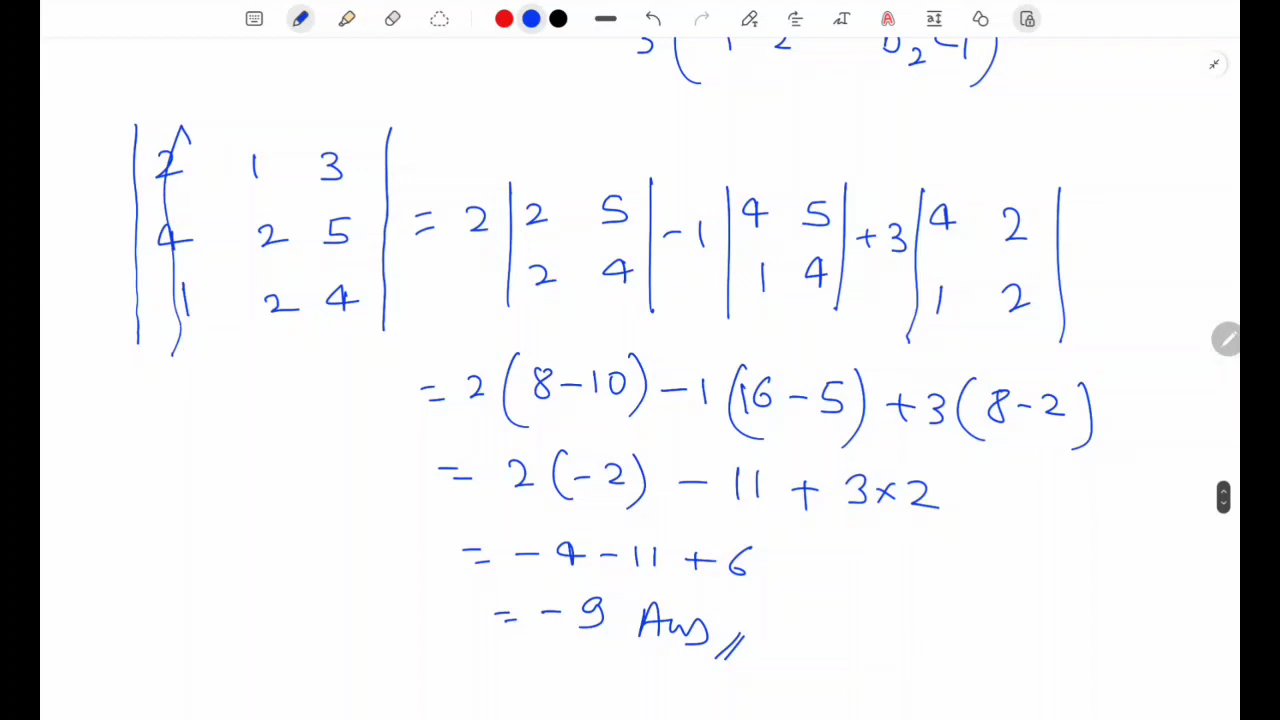 2 1 3
4 2 5
1 2 4
= 2 | 2 5 | - 1 | 4 5 | + 3 | 4 2 |
| 2 4 | | 1 4 | | 1 2 |
= 2 (8 - 10) - 1 (16 - 5) + 3 (8 - 2)
= 2 (-2) - 11 + 3 × 2
= - 4 - 11 + 6
= - 9 Ans //